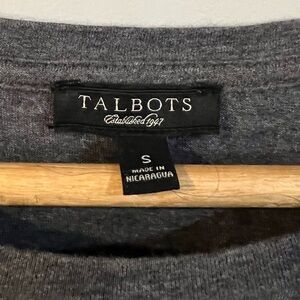 TALBOTS
Established 1947
S
MADE IN
NICARAGUA